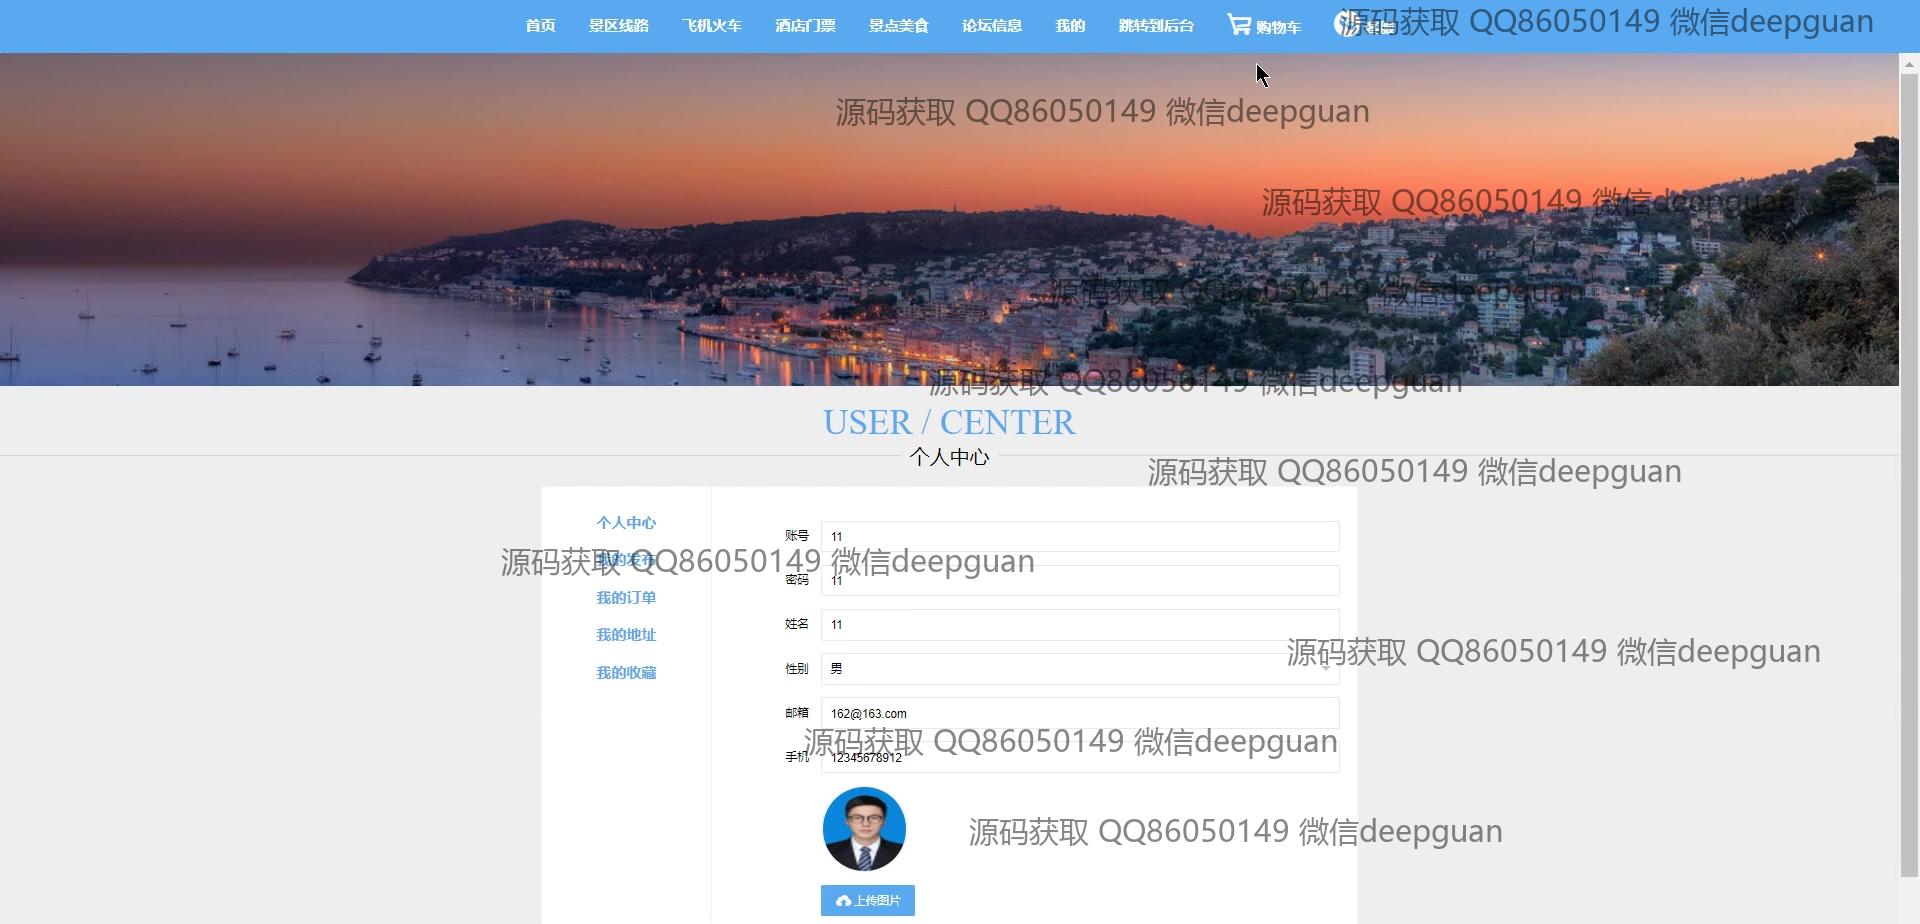 首页 景区线路 飞机火车 酒店门票 景点美食 论坛信息 我的 跳转到后台 购物车
源码获取 QQ86050149 微信deepguan
源码获取 QQ86050149 微信deepguan
源码获取 QQ86050149 微信deepguan
源码获取 QQ86050149 微信deepguan
源码获取 QQ86050149 微信deepguan
USER / CENTER
个人中心
源码获取 QQ86050149 微信deepguan
个人中心
我的发布
我的订单
我的地址
我的收藏
账号 11
源码获取 QQ86050149 微信deepguan
密码 11
姓名 11
源码获取 QQ86050149 微信deepguan
性别 男
邮箱 162@163.com
源码获取 QQ86050149 微信deepguan
手机 12345678912
源码获取 QQ86050149 微信deepguan
上传图片